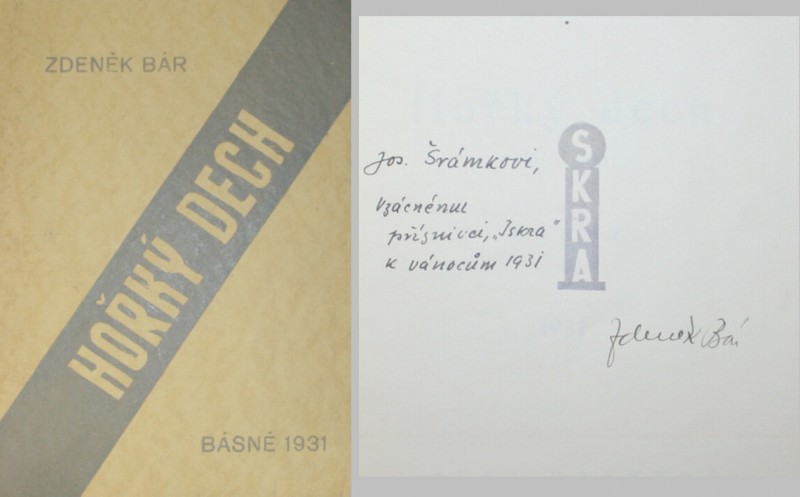 ZDENĚK BÁR
HOŘKÝ DECH
BÁSNĚ 1931
Jos. Šrámkovi,
vzácnému
příznivci, „Iskra"
k vánocům 1931
SKRA
Zdeněk Bár